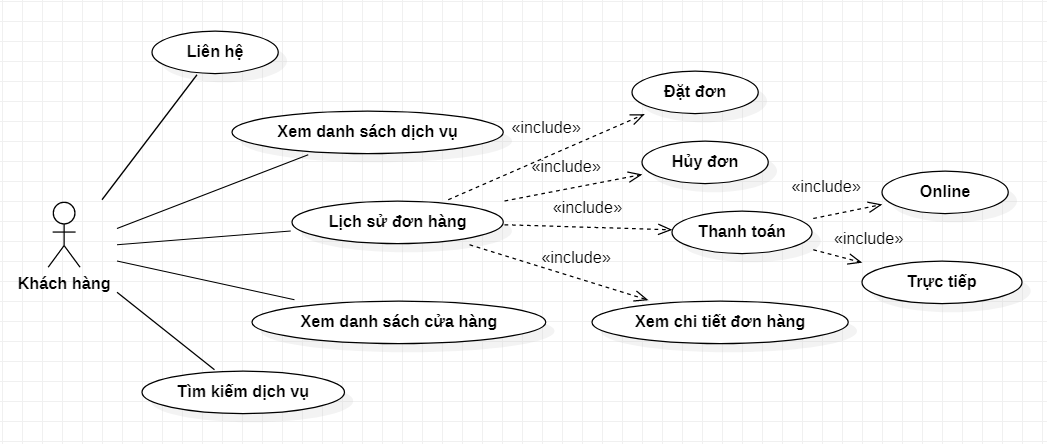 Liên hệ
Đặt đơn
Xem danh sách dịch vụ
«include»
Hủy đơn
«include»
Online
«include»
«include»
Lịch sử đơn hàng
Thanh toán
«include»
«include»
Khách hàng
Trực tiếp
Xem danh sách cửa hàng
Xem chi tiết đơn hàng
Tìm kiếm dịch vụ